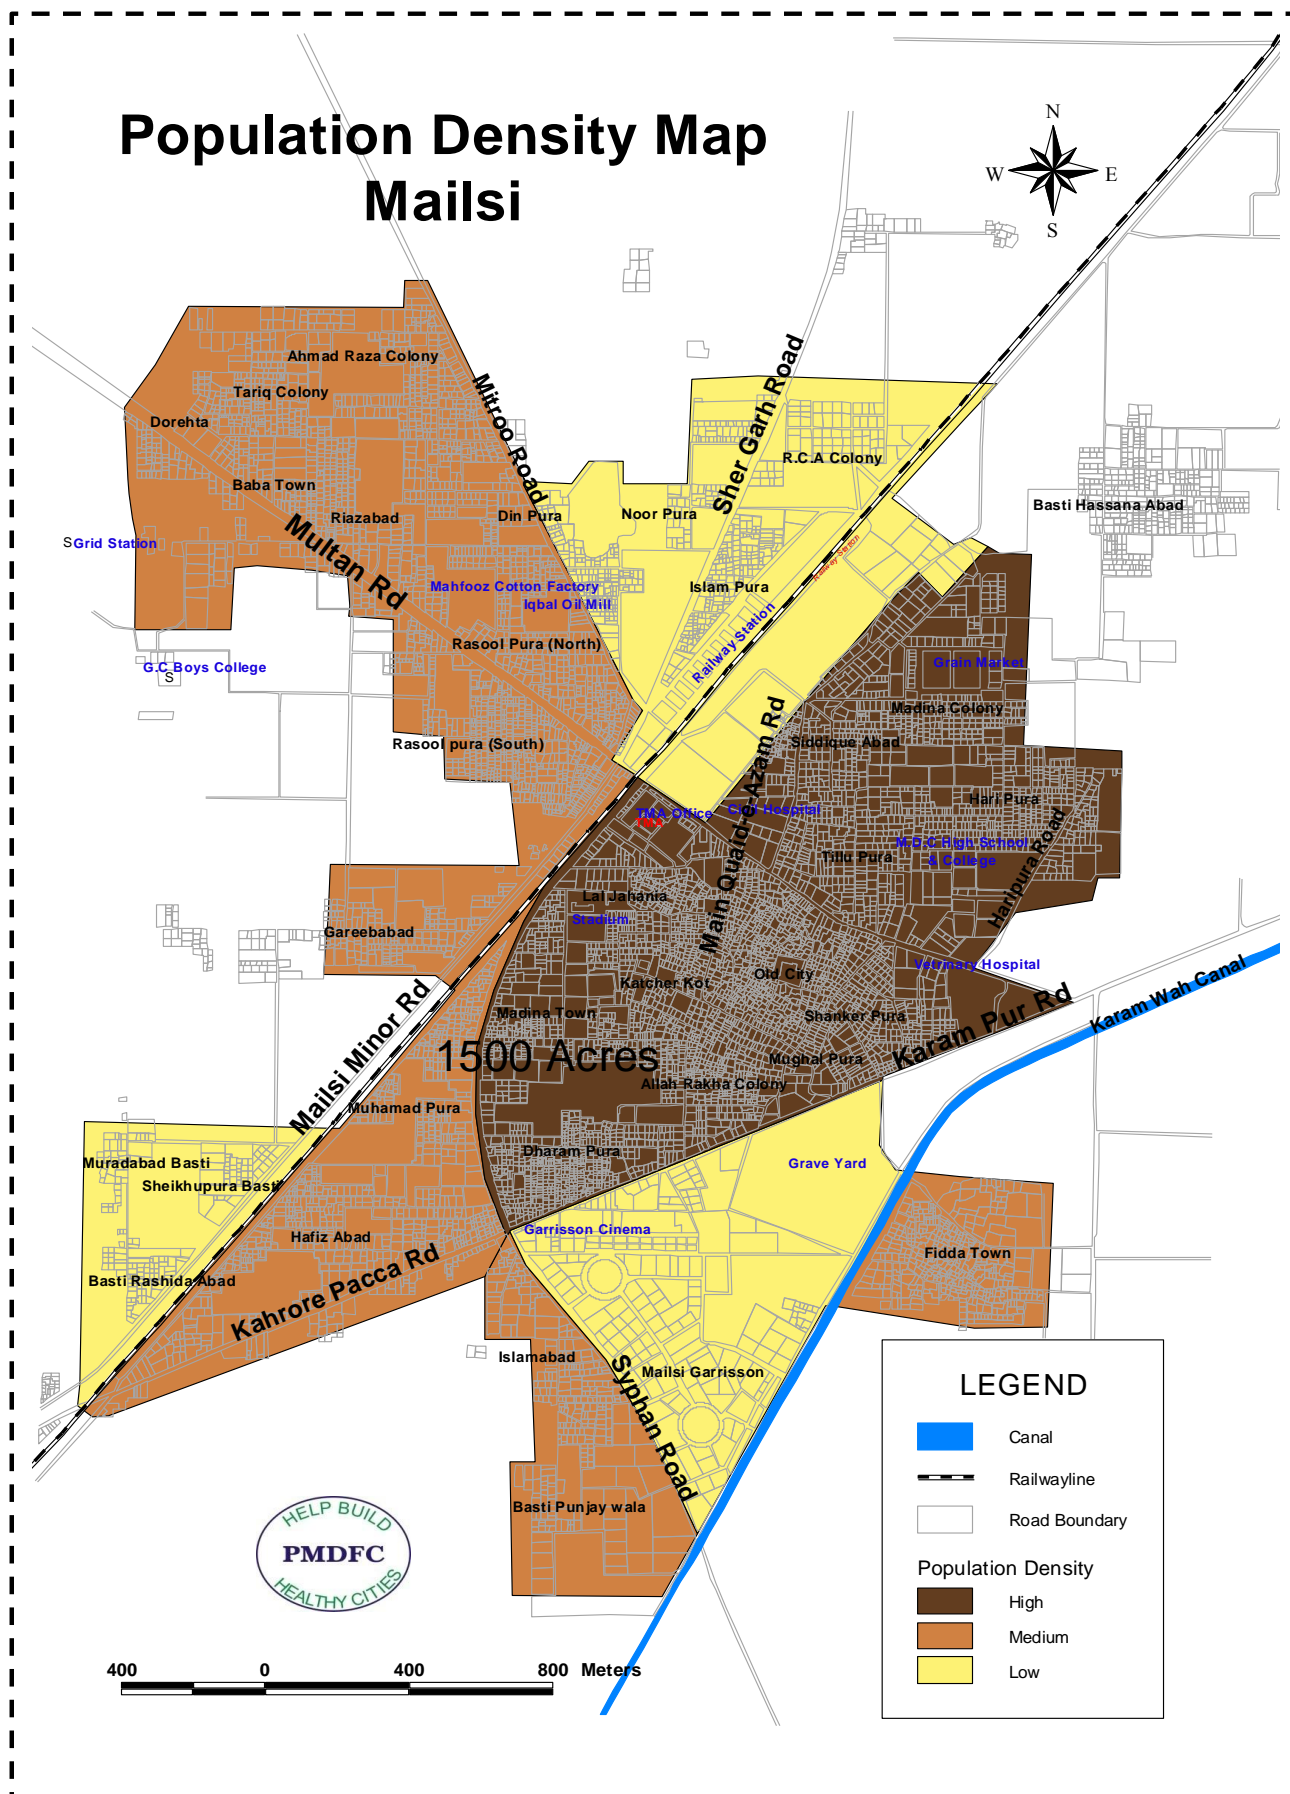 Population Density Map
Mailsi
N
W
E
S
Ahmad Raza Colony
Tariq Colony
Dorehta
Baba Town
Riazabad
Multan Rd
Mitroo Road
Din Pura
Noor Pura
Sher Garh Road
R.C.A Colony
Basti Hassana Abad
S
Grid Station
Mahfooz Cotton Factory
Iqbal Oil Mill
Islam Pura
Railway Station
Railway Station
Rasool Pura (North)
G.C Boys College
S
Grain Market
Madina Colony
Rasool pura (South)
Siddique Abad
Main Quaid-e-Azam Rd
Hari Pura
TMA Office
Civil Hospital
M.D.C High School
& College
Tillu Pura
Haripura Road
Lal Jahania
Stadium
Gareebabad
Vetrinary Hospital
Old City
Katcher Kot
Madina Town
Shanker Pura
Karam Pur Rd
Karam Wah Canal
Mailsi Minor Rd
1500 Acres
Mughal Pura
Allah Rakha Colony
Muhamad Pura
Dharam Pura
Muradabad Basti
Sheikhupura Basti
Grave Yard
Hafiz Abad
Garrisson Cinema
Basti Rashida Abad
Kahrore Pacca Rd
Fidda Town
Islamabad
Mailsi Garrisson
Syphan Road
Basti Punjay wala
LEGEND
Canal
Railwayline
Road Boundary
Population Density
High
Medium
Low
HELP BUILD
PMDFC
HEALTHY CITIES
400 0 400 800 Meters